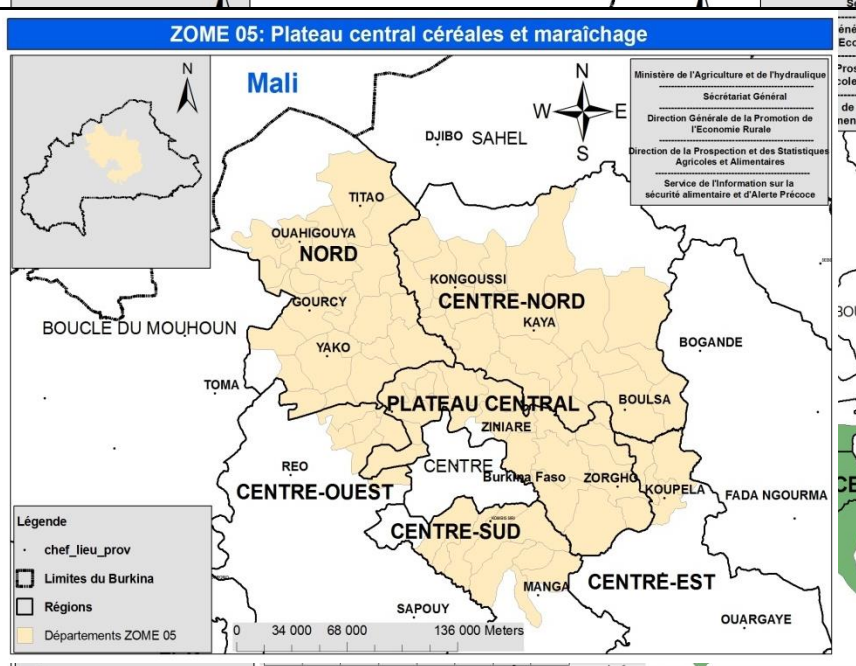 ZOME 05: Plateau central céréales et maraîchage
N
Mali
N
W
E
S
Ministère de l'Agriculture et de l'hydraulique
Sécrétariat Général
Direction Générale de la Promotion de
l'Economie Rurale
Direction de la Prospection et des Statistiques
Agricoles et Alimentaires
Service de l'Information sur la
sécurité alimentaire et d'Alerte Précoce
DJIBO
SAHEL
TITAO
OUAHIGOUYA
NORD
KONGOUSSI
CENTRE-NORD
GOURCY
KAYA
BOUCLE DU MOUHOUN
YAKO
BOGANDE
TOMA
PLATEAU CENTRAL
BOULSA
ZINIARE
REO
CENTRE
Burkina Faso
ZORGHO
CENTRE-OUEST
KOUPELA
FADA NGOURMA
CENTRE-SUD
MANGA
CENTRE-EST
SAPOUY
OUARGAYE
Légende
chef_lieu_prov
Limites du Burkina
Régions
Départements ZOME 05
0 34 000 68 000 136 000 Meters